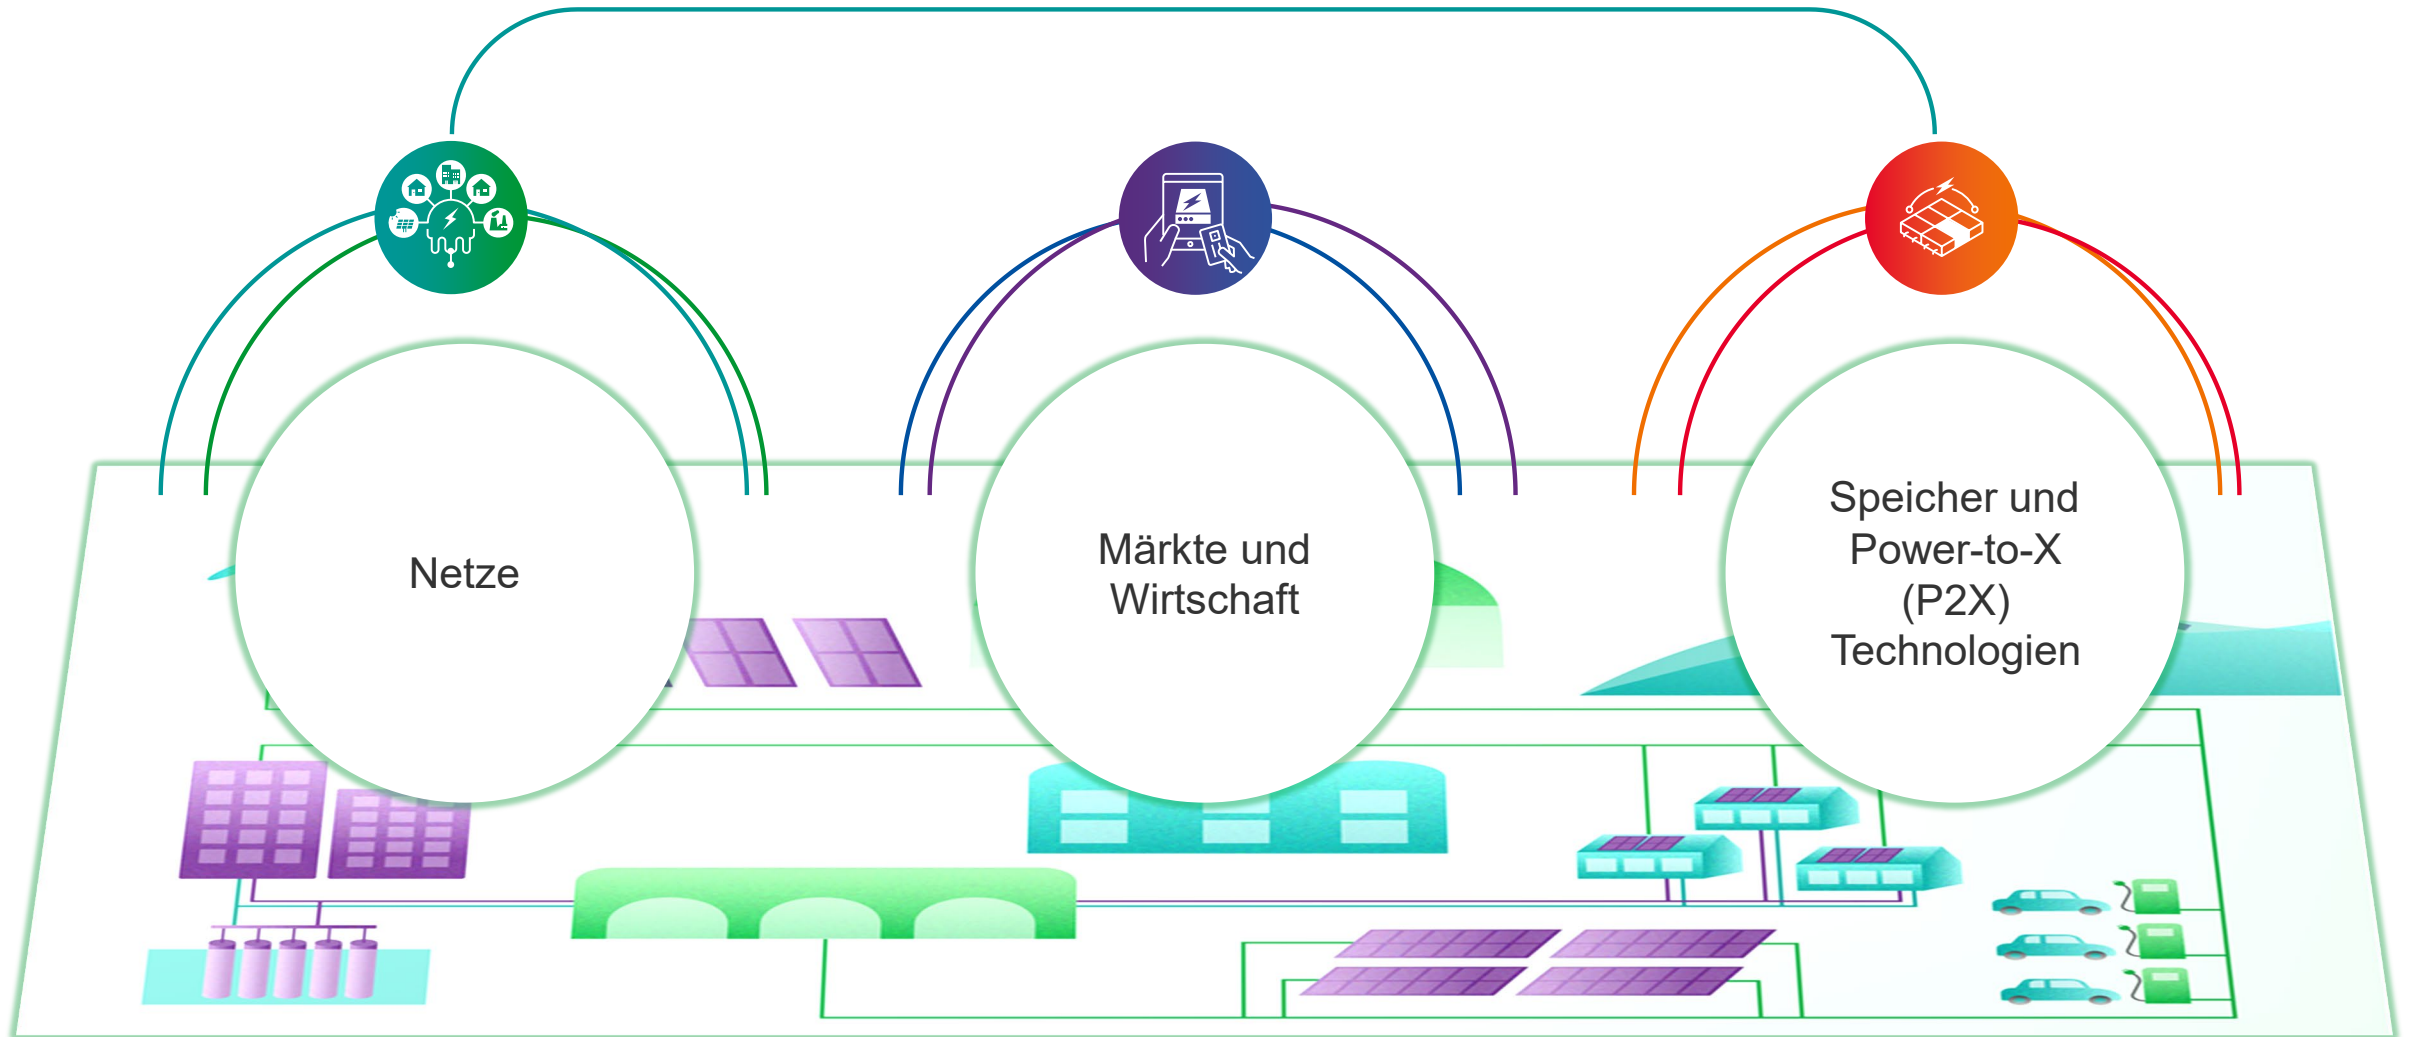 Netze
Märkte und
Wirtschaft
Speicher und
Power-to-X
(P2X)
Technologien